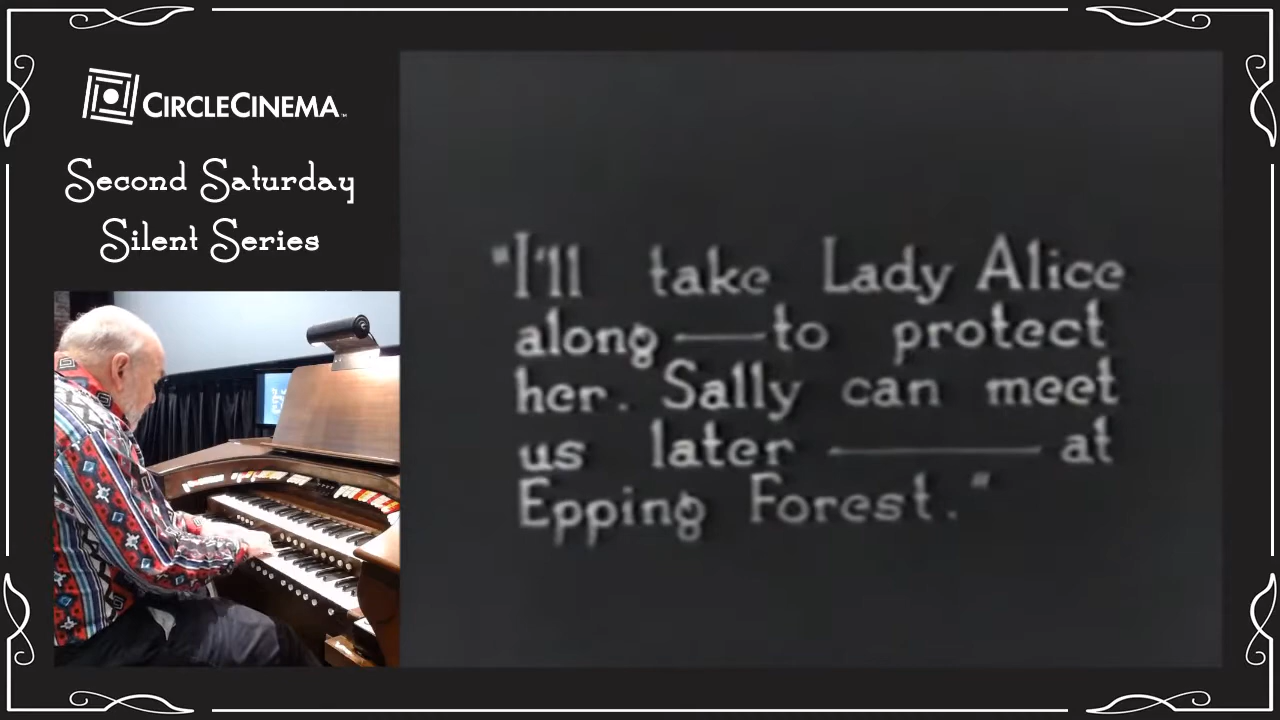 CIRCLECINEMA™
Second Saturday
Silent Series
"I'll take Lady Alice
along——to protect
her. Sally can meet
us later ——— at
Epping Forest."